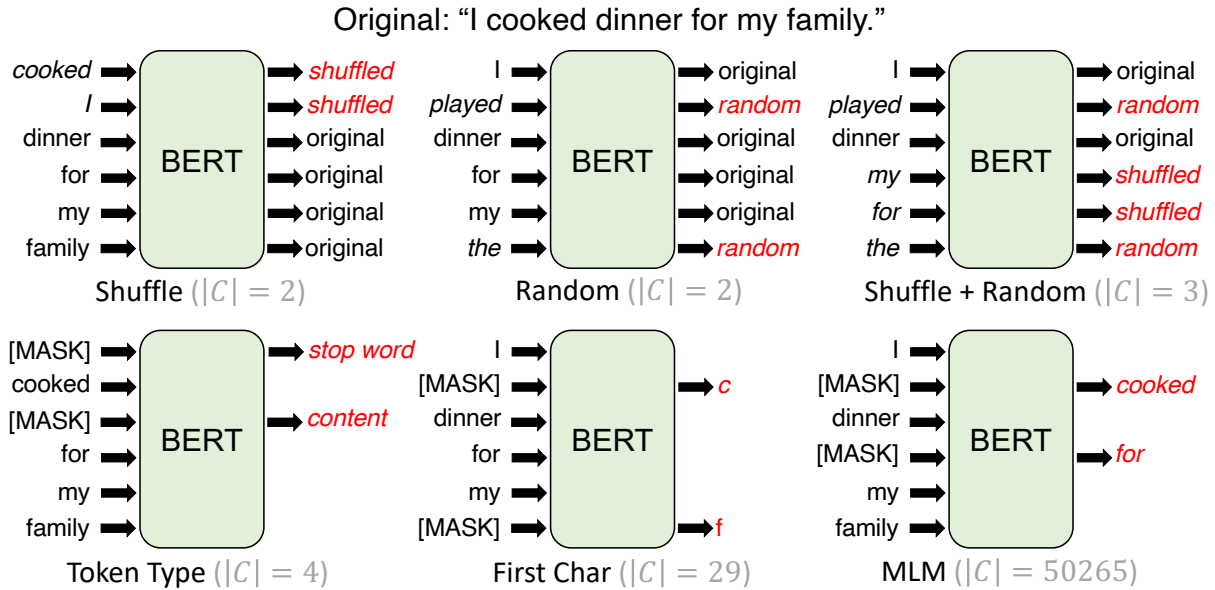 Original: “I cooked dinner for my family.”
cooked BERT shuffled
I shuffled
dinner original
for original
my original
family original
Shuffle (|C| = 2)
I BERT original
played random
dinner original
for original
my original
the random
Random (|C| = 2)
I BERT original
played random
dinner original
my shuffled
for shuffled
the random
Shuffle + Random (|C| = 3)
[MASK] BERT stop word
cooked
[MASK] content
for
my
family
Token Type (|C| = 4)
I BERT
[MASK] c
dinner
for
my
[MASK] f
First Char (|C| = 29)
I BERT
[MASK] cooked
dinner
[MASK] for
my
family
MLM (|C| = 50265)